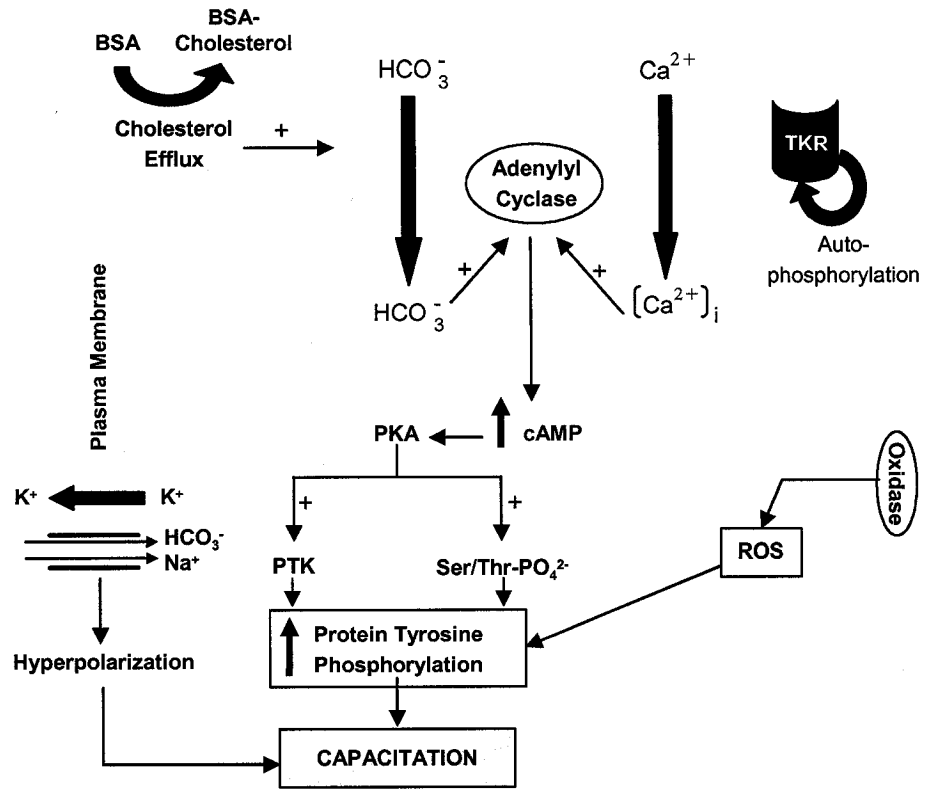 BSA
BSA-
Cholesterol
Cholesterol
Efflux
+
HCO₃⁻
Ca²⁺
TKR
Adenylyl
Cyclase
Auto-
phosphorylation
+
+
HCO₃⁻
[Ca²⁺]i
Plasma Membrane
PKA
cAMP
K⁺
K⁺
+
+
Oxidase
HCO₃⁻
Na⁺
ROS
PTK
Ser/Thr-PO₄²⁻
Protein Tyrosine
Phosphorylation
Hyperpolarization
CAPACITATION